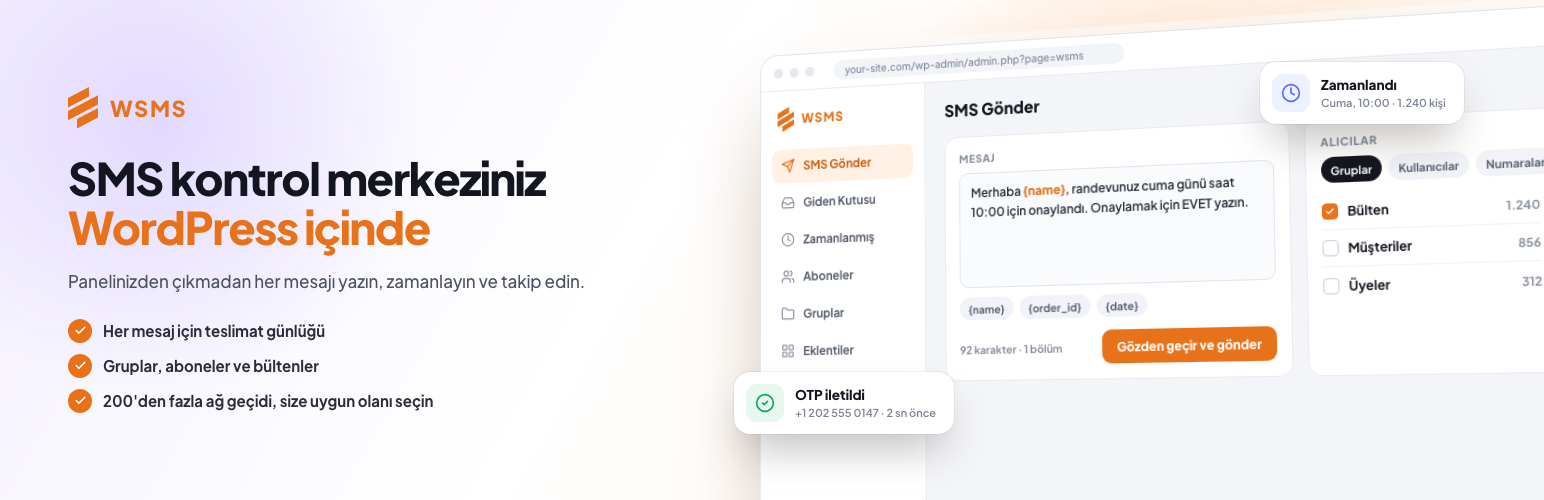 WSMS
SMS kontrol merkeziniz
WordPress içinde
Panelinizden çıkmadan her mesajı yazın, zamanlayın ve takip edin.
Her mesaj için teslimat günlüğü
Gruplar, aboneler ve bültenler
200'den fazla ağ geçidi, size uygun olanı seçin
your-site.com/wp-admin/admin.php?page=wsms
WSMS
SMS Gönder
Giden Kutusu
Zamanlanmış
Aboneler
Gruplar
Eklentiler
SMS Gönder
MESAJ
Merhaba {name}, randevunuz cuma günü saat
10:00 için onaylandı. Onaylamak için EVET yazın.
{name} {order_id} {date}
92 karakter · 1 bölüm
Gözden geçir ve gönder
Zamanlandı
Cuma, 10:00 · 1.240 kişi
ALICILAR
Gruplar Kullanıcılar Numaralar
Bülten 1.240
Müşteriler 856
Üyeler 312
OTP iletildi
+1 202 555 0147 · 2 sn önce